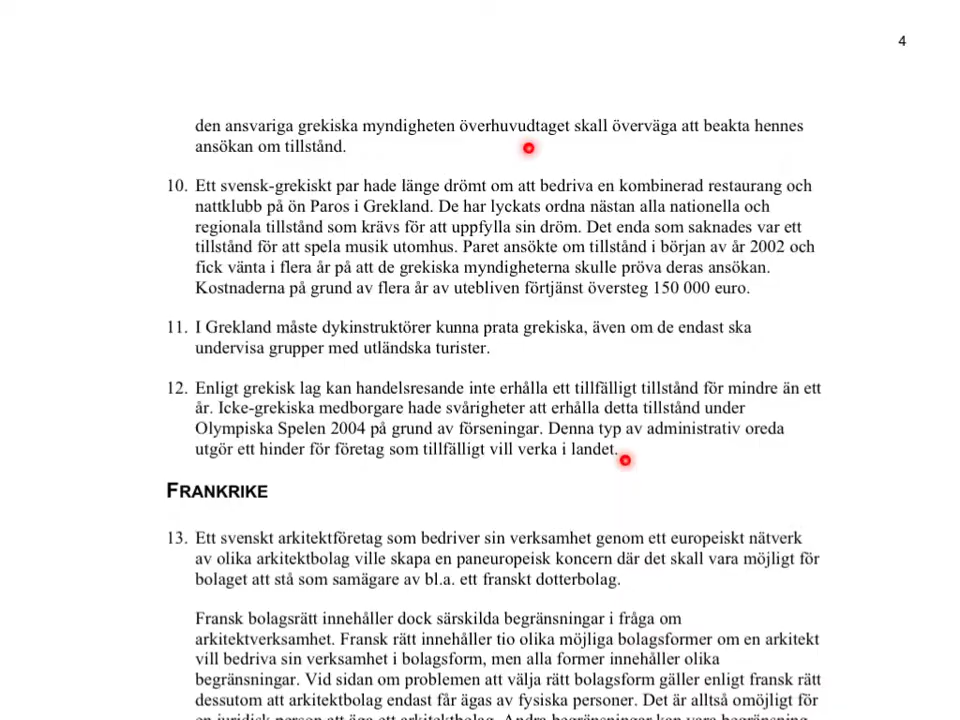 4
den ansvariga grekiska myndigheten överhuvudtaget skall överväga att beakta hennes
ansökan om tillstånd.
10. Ett svensk-grekiskt par hade länge drömt om att bedriva en kombinerad restaurang och
nattklubb på ön Paros i Grekland. De har lyckats ordna nästan alla nationella och
regionala tillstånd som krävs för att uppfylla sin dröm. Det enda som saknades var ett
tillstånd för att spela musik utomhus. Paret ansökte om tillstånd i början av år 2002 och
fick vänta i flera år på att de grekiska myndigheterna skulle pröva deras ansökan.
Kostnaderna på grund av flera år av utebliven förtjänst översteg 150 000 euro.
11. I Grekland måste dykinstruktörer kunna prata grekiska, även om de endast ska
undervisa grupper med utländska turister.
12. Enligt grekisk lag kan handelsresande inte erhålla ett tillfälligt tillstånd för mindre än ett
år. Icke-grekiska medborgare hade svårigheter att erhålla detta tillstånd under
Olympiska Spelen 2004 på grund av förseningar. Denna typ av administrativ oreda
utgör ett hinder för företag som tillfälligt vill verka i landet.
FRANKRIKE
13. Ett svenskt arkitektföretag som bedriver sin verksamhet genom ett europeiskt nätverk
av olika arkitektbolag ville skapa en paneuropeisk koncern där det skall vara möjligt för
bolaget att stå som samägare av bl.a. ett franskt dotterbolag.
Fransk bolagsrätt innehåller dock särskilda begränsningar i fråga om
arkitektverksamhet. Fransk rätt innehåller tio olika möjliga bolagsformer om en arkitekt
vill bedriva sin verksamhet i bolagsform, men alla former innehåller olika
begränsningar. Vid sidan om problemen att välja rätt bolagsform gäller enligt fransk rätt
dessutom att arkitektbolag endast får ägas av fysiska personer. Det är alltså omöjligt för
en juridisk person att äga ett arkitektbolag. Andra begränsningar kan vara begränsning